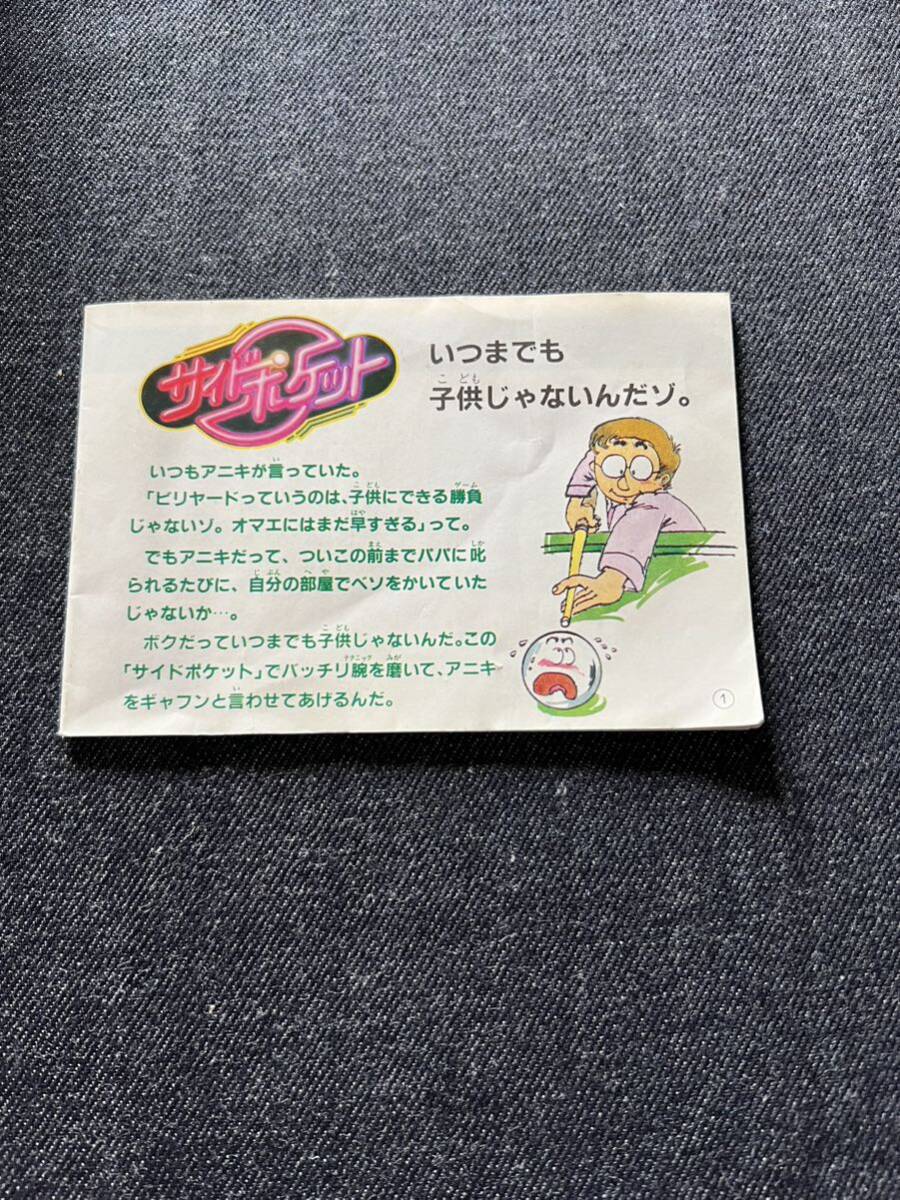 サイドポケット
いつまでも
子供じゃないんだゾ。
いつもアニキが言っていた。
「ビリヤードっていうのは、子供にできる勝負
じゃないゾ。オマエにはまだ早すぎる」って。
でもアニキだって、ついこの前までパパに叱
られるたびに、自分の部屋でベソをかいていた
じゃないか…。
ボクだっていつまでも子供じゃないんだ。この
「サイドポケット」でバッチリ腕を磨いて、アニキ
をギャフンと言わせてあげるんだ。
1